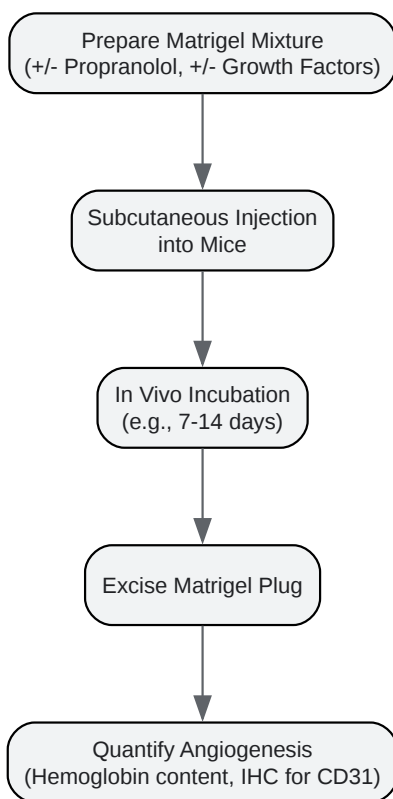 Prepare Matrigel Mixture
(+/- Propranolol, +/- Growth Factors)
Subcutaneous Injection
into Mice
In Vivo Incubation
(e.g., 7-14 days)
Excise Matrigel Plug
Quantify Angiogenesis
(Hemoglobin content, IHC for CD31)